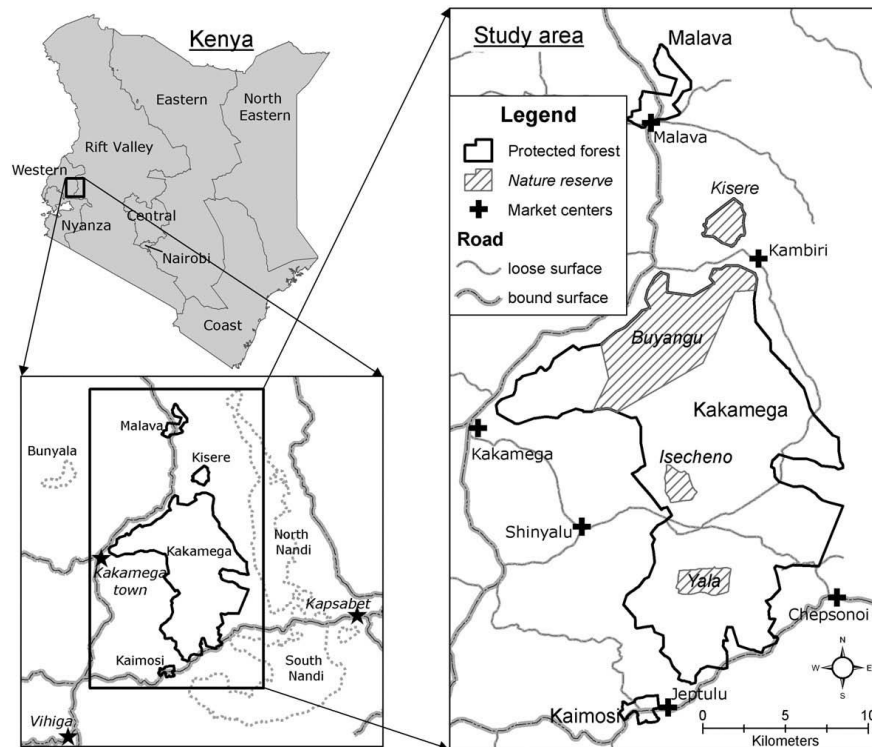 Kenya
Eastern
North
Eastern
Rift Valley
Western
Central
Nyanza
Nairobi
Coast
Malava
Bunyala
Kisere
North
Nandi
Kakamega
Kakamega
town
Kapsabet
Kaimosi
South
Nandi
Vihiga
Study area
Malava
Legend
Protected forest
Nature reserve
Market centers
Road
loose surface
bound surface
Malava
Kisere
Kambiri
Buyangu
Kakamega
Kakamega
Isecheno
Shinyalu
Yala
Chepsonoi
N
W
E
S
Jeptulu
Kaimosi
0 5 10
Kilometers